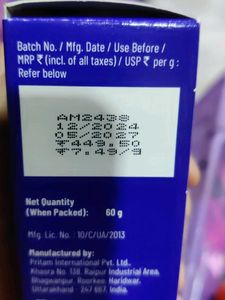 Batch No. / Mfg. Date / Use Before /
MRP ₹ (incl. of all taxes) / USP ₹ per g :
Refer below
AM2439
12/2024
05/2027
₹449.50
₹7.49/g
Net Quantity
(When Packed): 60 g
Mfg. Lic. No. : 10/C/UA/2013
Manufactured by:
Pritam International Pvt. Ltd.,
Khasra No. 138, Raipur Industrial Area,
Bhagwanpur, Roorkee, Haridwar,
Uttarakhand - 247 667, India.